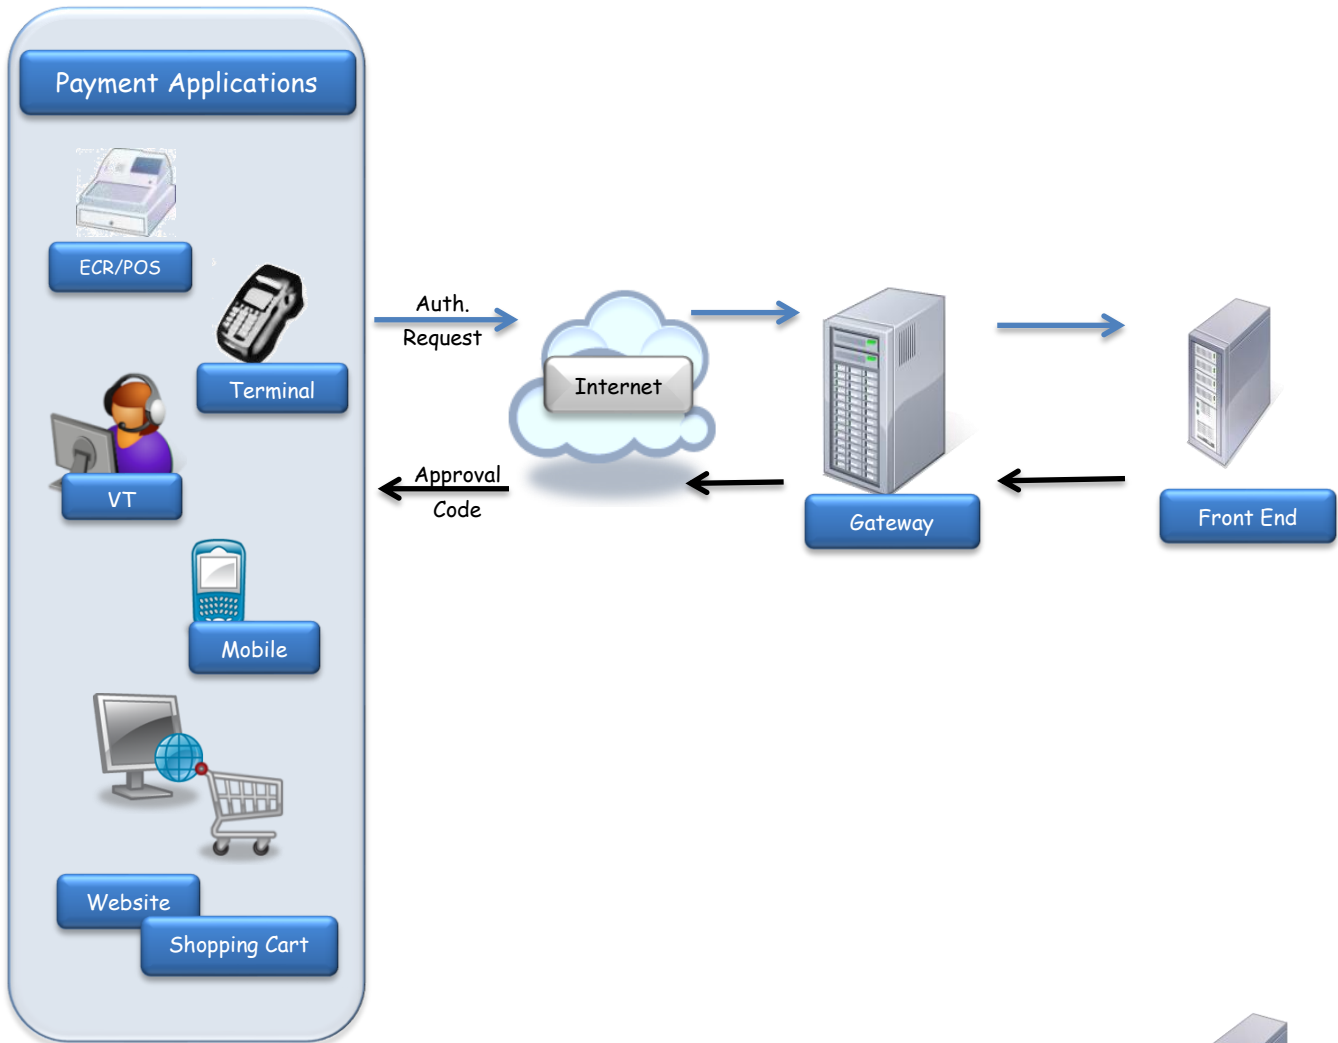 Payment Applications
ECR/POS
Terminal
VT
Mobile
Website
Shopping Cart
Auth.
Request
Approval
Code
Internet
Gateway
Front End